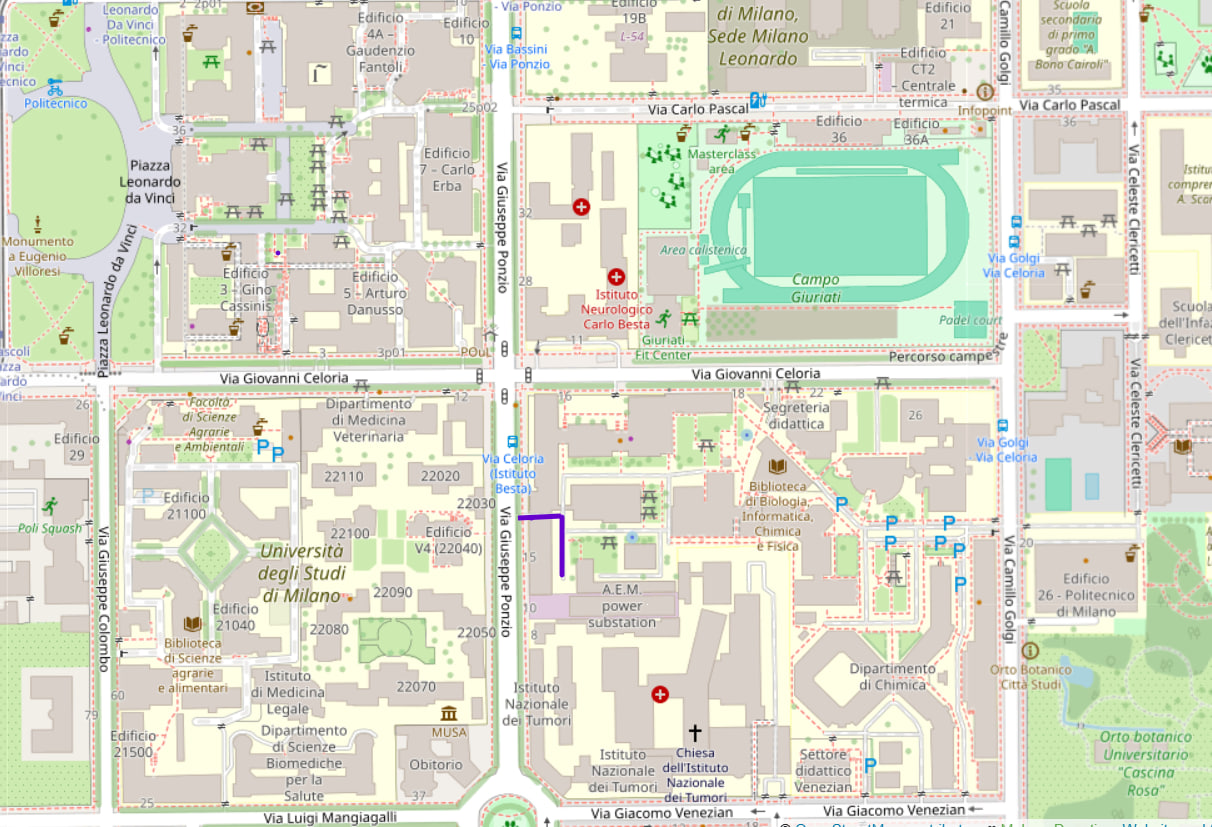 2-2p01
Leonardo
Da Vinci
- Politecnico
Edificio
4A -
Gaudenzio
Fantoli
Edificio
10
- Via Ponzio
Via Bassini
- Via Ponzio
Edificio
19B
L-54
di Milano,
Sede Milano
Leonardo
Edificio
21
Edificio
CT2
- Centrale
termica
Via Camillo Golgi
Scuola
secondaria
di primo
grado "A.
Bono Cairoli"
Politecnico
25p02
Via Carlo Pascal
Infopoint
35
Via Carlo Pascal
36
36
Piazza
Leonardo
da Vinci
Edificio
7 - Carlo
Erba
Edificio
36
Edificio
36A
Masterclass
area
Via Giuseppe Ponzio
Via Celeste Clericetti
32
32
Monumento
a Eugenio
Villoresi
Area calistenica
Via Golgi
Via Celoria
Edificio
3 - Gino
Cassinis
Edificio
5 - Arturo
Danusso
28
Istituto
Neurologico
Carlo Besta
Campo
Giuriati
Piazza Leonardo da Vinci
Padel court
Scuola
dell'Infaz
Clericet
1
3
3p01
POLI
11
Giuriati
Fit Center
Percorso campestre
Via Giovanni Celoria
Via Giovanni Celoria
26
Edificio
29
Facoltà
di Scienze
Agrarie
e Ambientali
Dipartimento
di Medicina
Veterinaria
12
16
18
22
Segreteria
didattica
26
Via Golgi
Via Celoria
Via Celeste Clericetti
Via Celoria
(Istituto
Besta)
22110
22020
22030
Edificio
21100
Poli Squash
Biblioteca
di Biologia,
Informatica,
Chimica
e Fisica
22100
Edificio
V4 (22040)
Università
degli Studi
di Milano
15
20
Via Giuseppe Colombo
Via Giuseppe Ponzio
Via Camillo Golgi
22090
A.E.M.
power
substation
Edificio
26 - Politecnico
di Milano
Edificio
21040
22080
22050
10
8
Biblioteca
di Scienze
agrarie
e alimentari
Dipartimento
di Chimica
Orto Botanico
Città Studi
60
79
Istituto
di Medicina
Legale
22070
Istituto
Nazionale
dei Tumori
MUSA
Edificio
21500
Dipartimento
di Scienze
Biomediche
per la
Salute
Obitorio
37
Istituto
Nazionale
dei Tumori
Chiesa
dell'Istituto
Nazionale
dei Tumori
Settore
didattico
Venezian
Orto botanico
Universitario
"Cascina
Rosa"
25
Via Luigi Mangiagalli
Via Giacomo Venezian
Via Giacomo Venezian